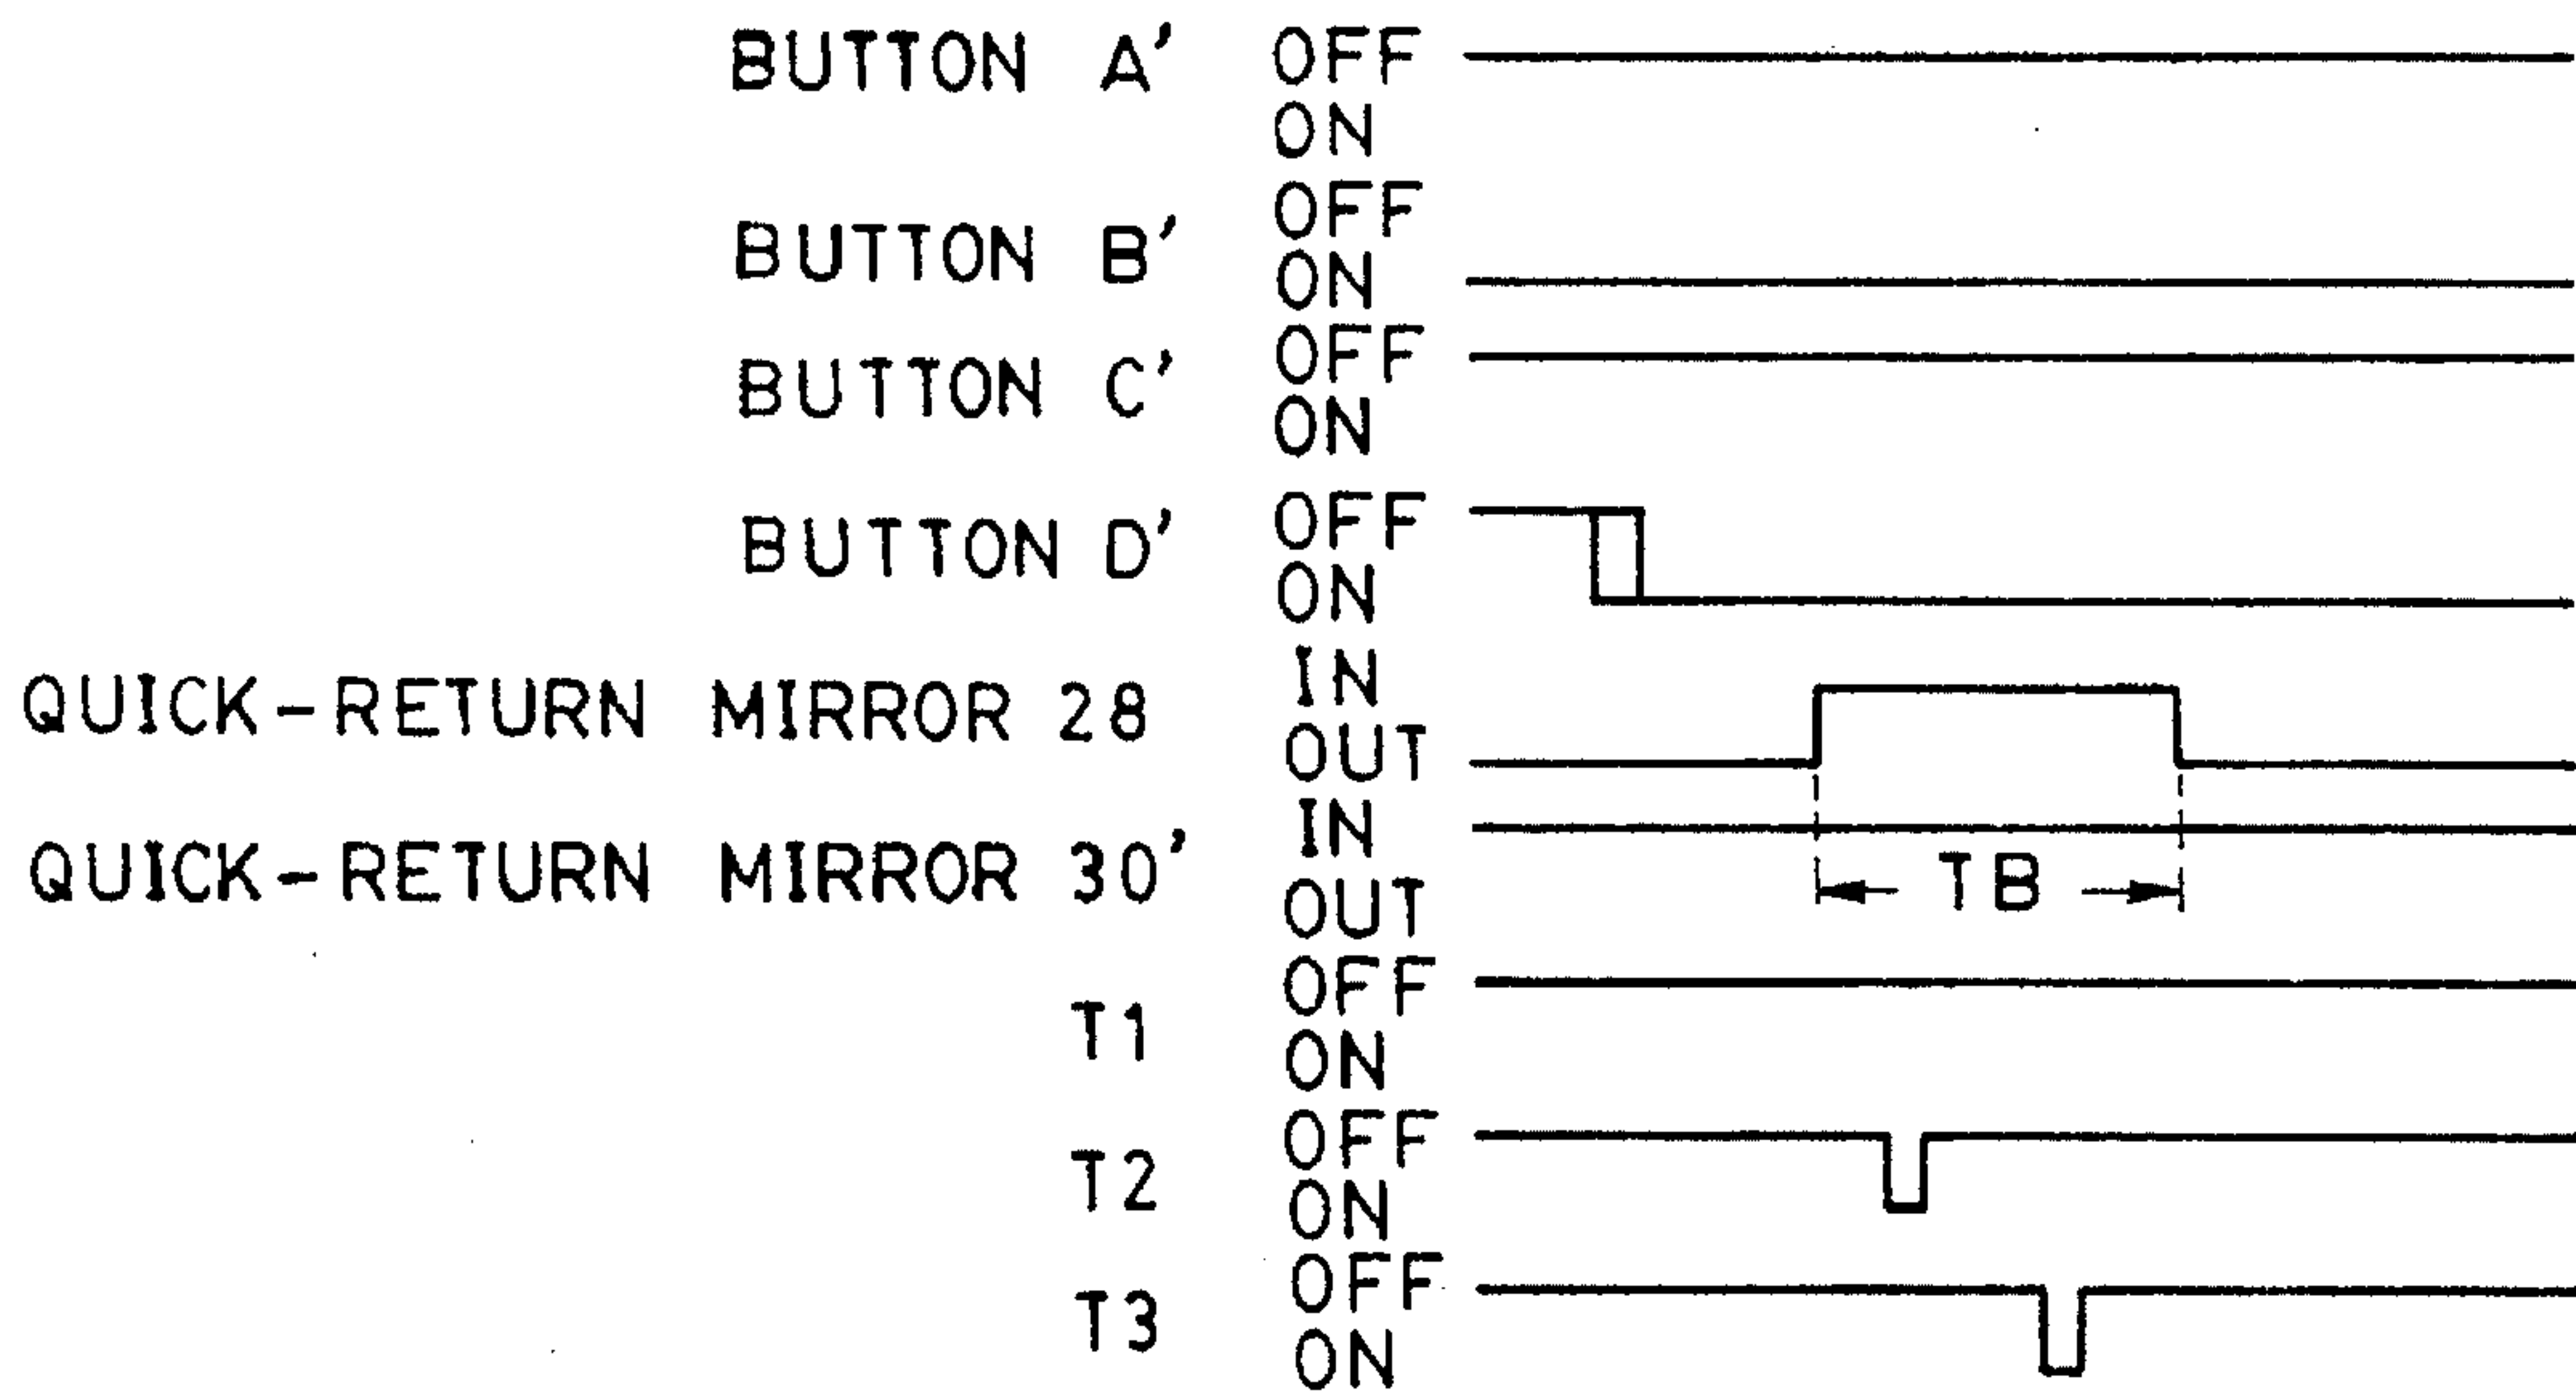 BUTTON A' OFF
ON
BUTTON B' OFF
ON
BUTTON C' OFF
ON
BUTTON D' OFF
ON
QUICK-RETURN MIRROR 28 IN
OUT
QUICK-RETURN MIRROR 30' IN
OUT
TB
T1 OFF
ON
T2 OFF
ON
T3 OFF
ON